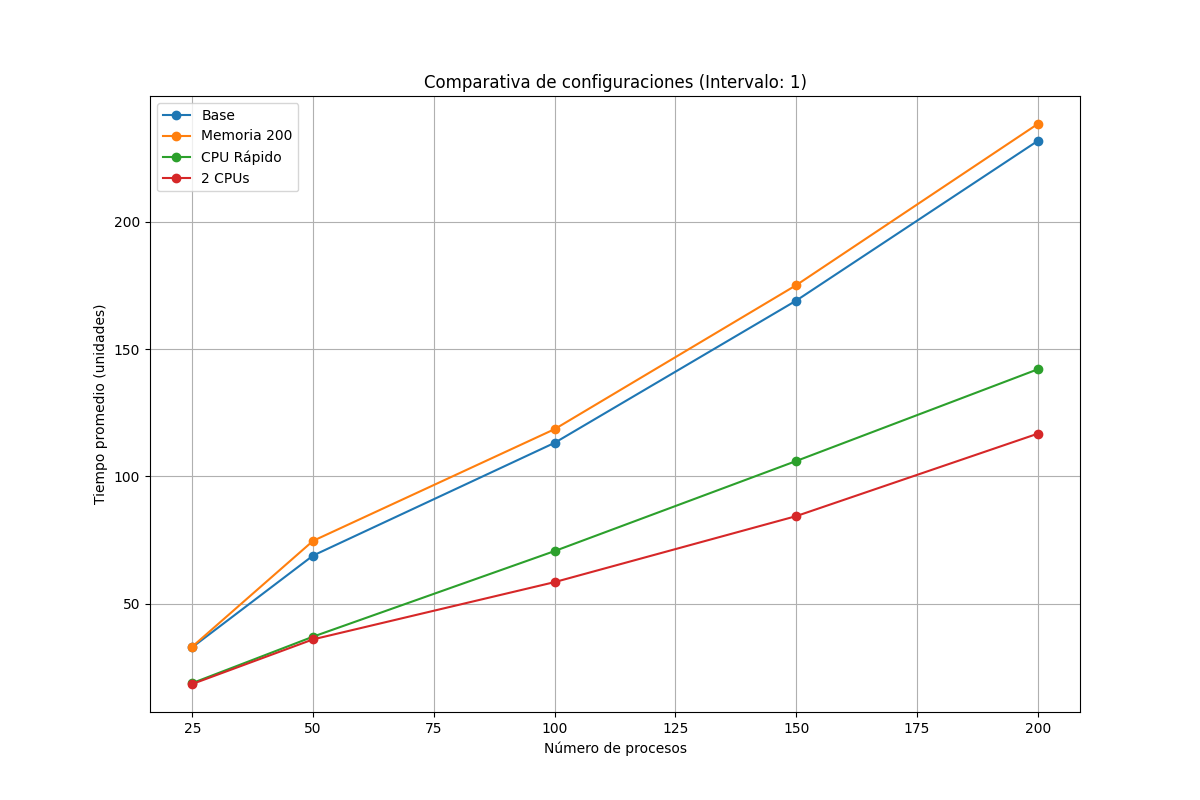 Comparativa de configuraciones (Intervalo: 1)
Base
Memoria 200
CPU Rápido
2 CPUs
200
150
100
50
Tiempo promedio (unidades)
25
50
75
100
125
150
175
200
Número de procesos